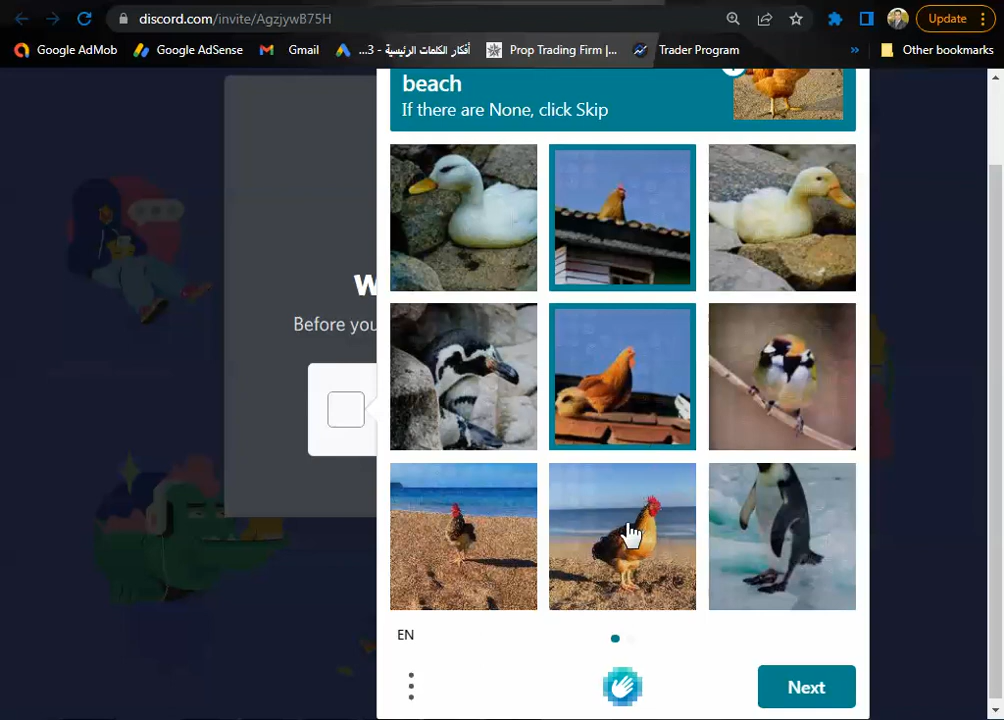 discord.com/invite/AgzjywB75H
Update
Google AdMob
Google AdSense
Gmail
أفكار الكلمات الرئيسية - 3...
Prop Trading Firm |...
Trader Program
»
Other bookmarks
beach
If there are None, click Skip
W
Before you
EN
Next